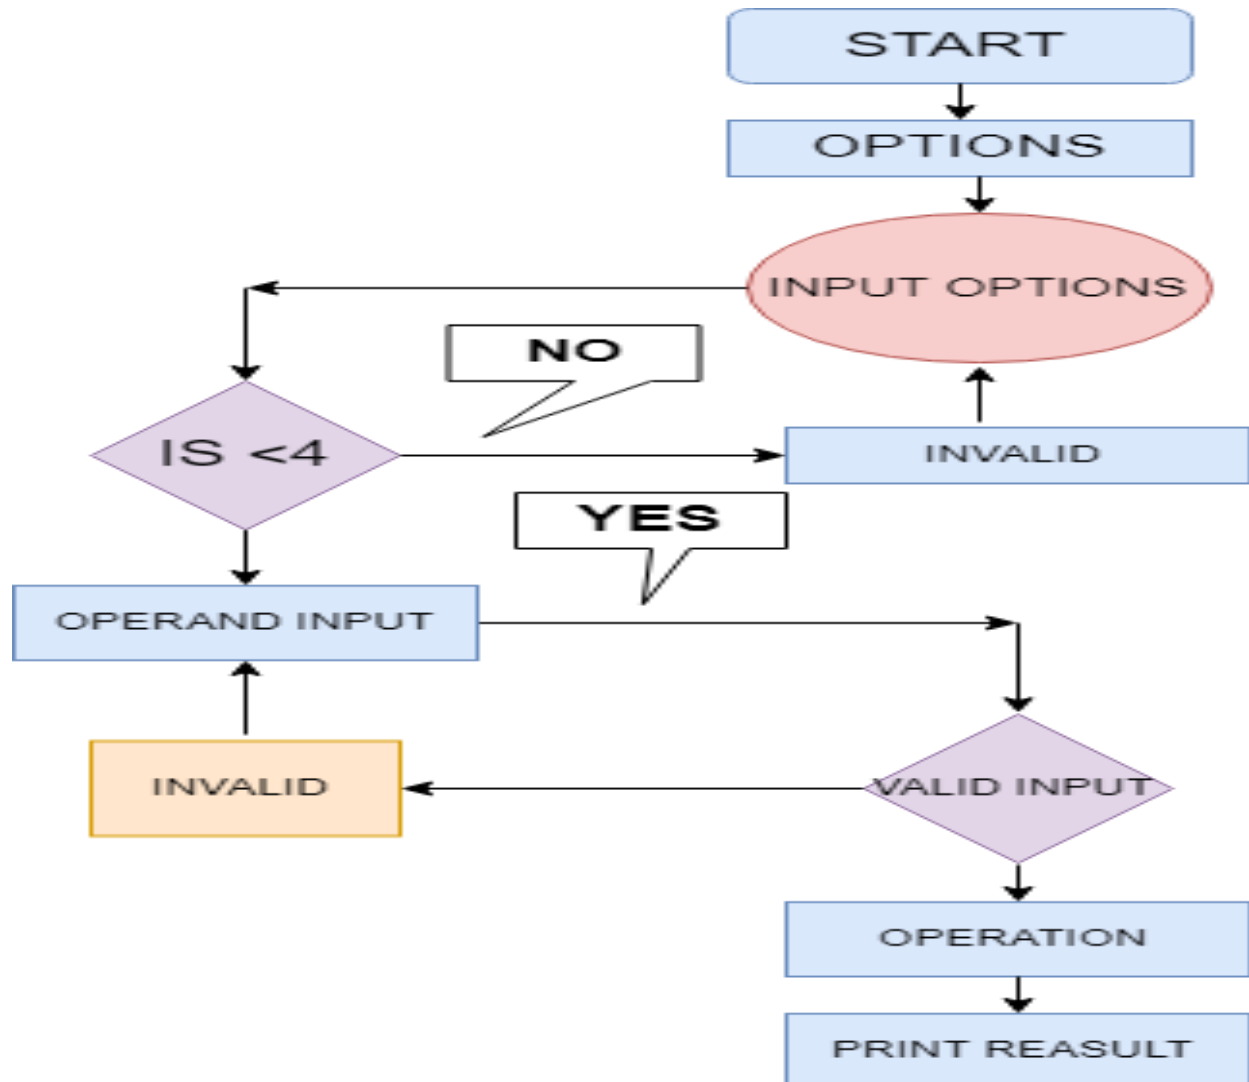 START
OPTIONS
INPUT OPTIONS
NO
IS <4
INVALID
YES
OPERAND INPUT
INVALID
VALID INPUT
OPERATION
PRINT REASULT